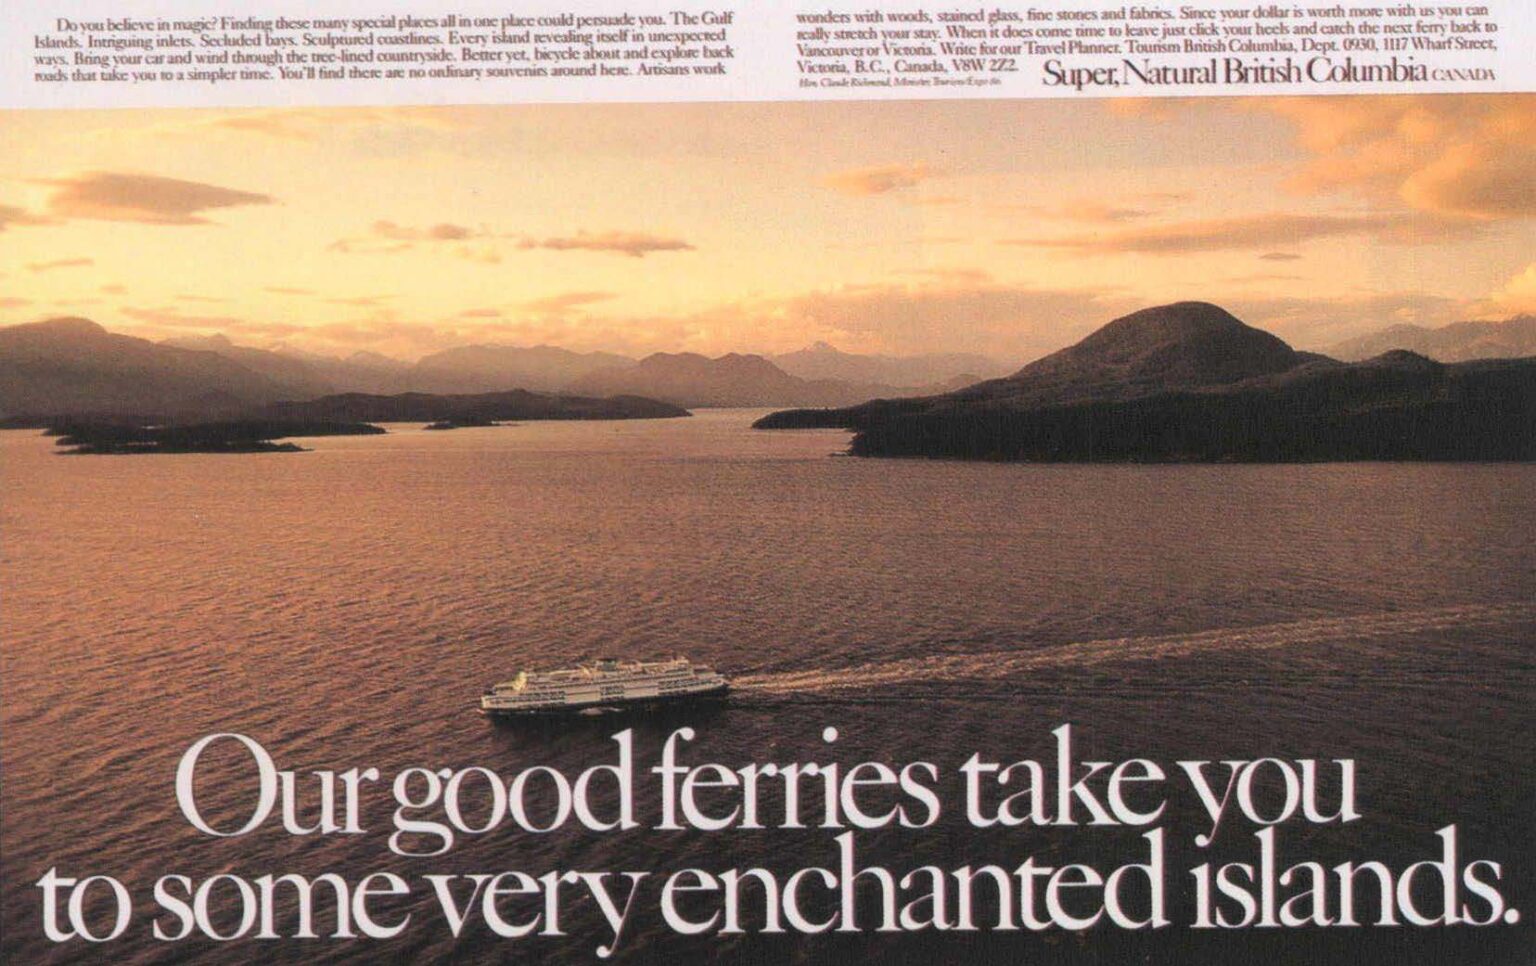 Do you believe in magic? Finding these many special places all in one place could persuade you. The Gulf
Islands. Intriguing inlets. Secluded bays. Sculptured coastlines. Every island revealing itself in unexpected
ways. Bring your car and wind through the tree-lined countryside. Better yet, bicycle about and explore back
roads that take you to a simpler time. You'll find there are no ordinary souvenirs around here. Artisans work
wonders with woods, stained glass, fine stones and fabrics. Since your dollar is worth more with us you can
really stretch your stay. When it does come time to leave just click your heels and catch the next ferry back to
Vancouver or Victoria. Write for our Travel Planner. Tourism British Columbia, Dept. 0930, 1117 Wharf Street,
Victoria, B.C., Canada, V8W 2Z2.
Hon. Claude Richmond, Minister, Tourism/Expo 86
Super, Natural British Columbia CANADA
Our good ferries take you
to some very enchanted islands.